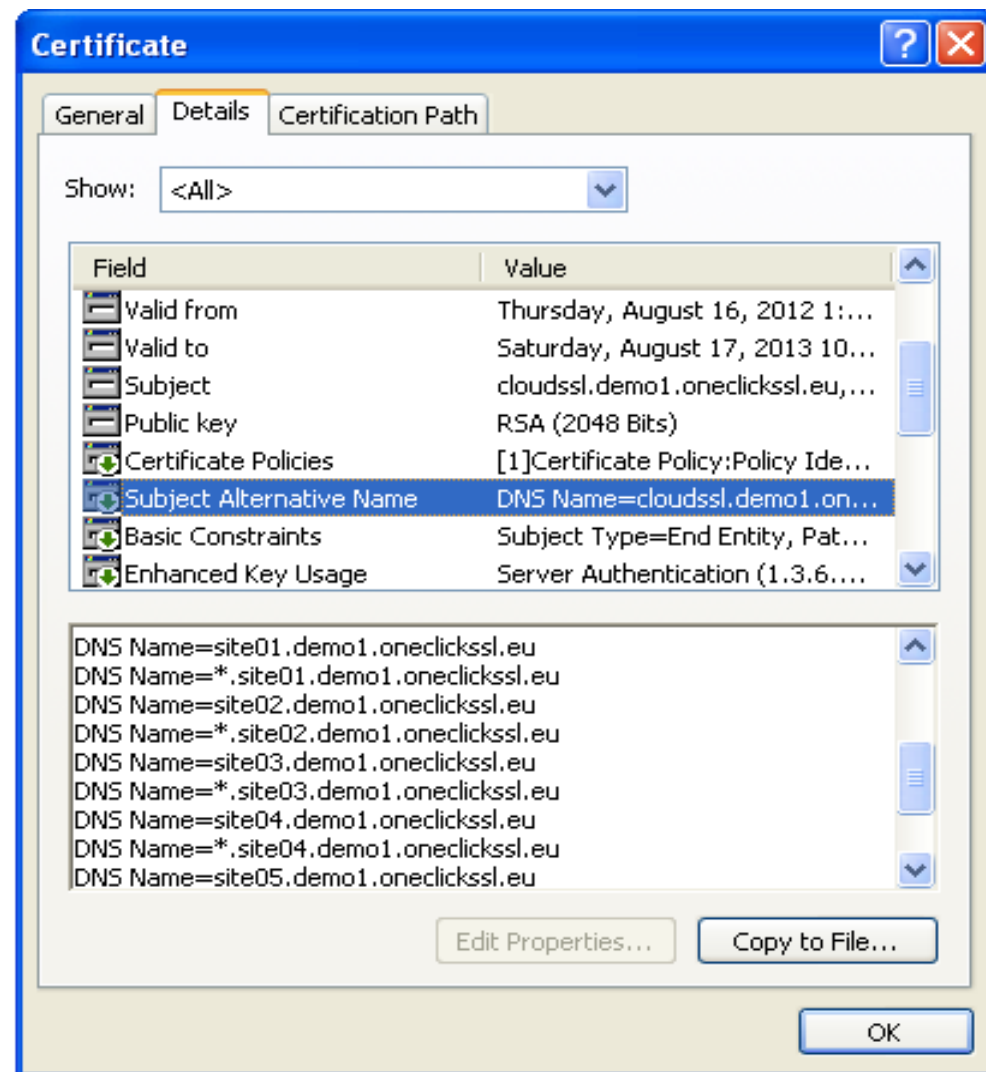 Certificate
General Details Certification Path
Show: <All>
Field Value
Valid from Thursday, August 16, 2012 1:...
Valid to Saturday, August 17, 2013 10...
Subject cloudssl.demo1.oneclickssl.eu,...
Public key RSA (2048 Bits)
Certificate Policies [1]Certificate Policy:Policy Ide...
Subject Alternative Name DNS Name=cloudssl.demo1.on...
Basic Constraints Subject Type=End Entity, Pat...
Enhanced Key Usage Server Authentication (1.3.6....
DNS Name=site01.demo1.oneclickssl.eu
DNS Name=*.site01.demo1.oneclickssl.eu
DNS Name=site02.demo1.oneclickssl.eu
DNS Name=*.site02.demo1.oneclickssl.eu
DNS Name=site03.demo1.oneclickssl.eu
DNS Name=*.site03.demo1.oneclickssl.eu
DNS Name=site04.demo1.oneclickssl.eu
DNS Name=*.site04.demo1.oneclickssl.eu
DNS Name=site05.demo1.oneclickssl.eu
Edit Properties... Copy to File...
OK